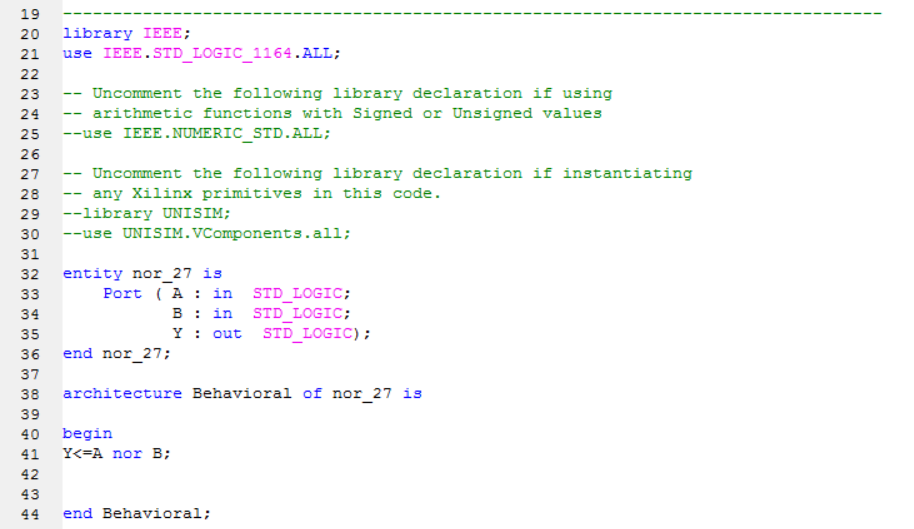 19 ----------------------------------------------------------------------------------
20 library IEEE;
21 use IEEE.STD_LOGIC_1164.ALL;
22
23 -- Uncomment the following library declaration if using
24 -- arithmetic functions with Signed or Unsigned values
25 --use IEEE.NUMERIC_STD.ALL;
26
27 -- Uncomment the following library declaration if instantiating
28 -- any Xilinx primitives in this code.
29 --library UNISIM;
30 --use UNISIM.VComponents.all;
31
32 entity nor_27 is
33     Port ( A : in  STD_LOGIC;
34            B : in  STD_LOGIC;
35            Y : out  STD_LOGIC);
36 end nor_27;
37
38 architecture Behavioral of nor_27 is
39
40 begin
41 Y<=A nor B;
42
43
44 end Behavioral;